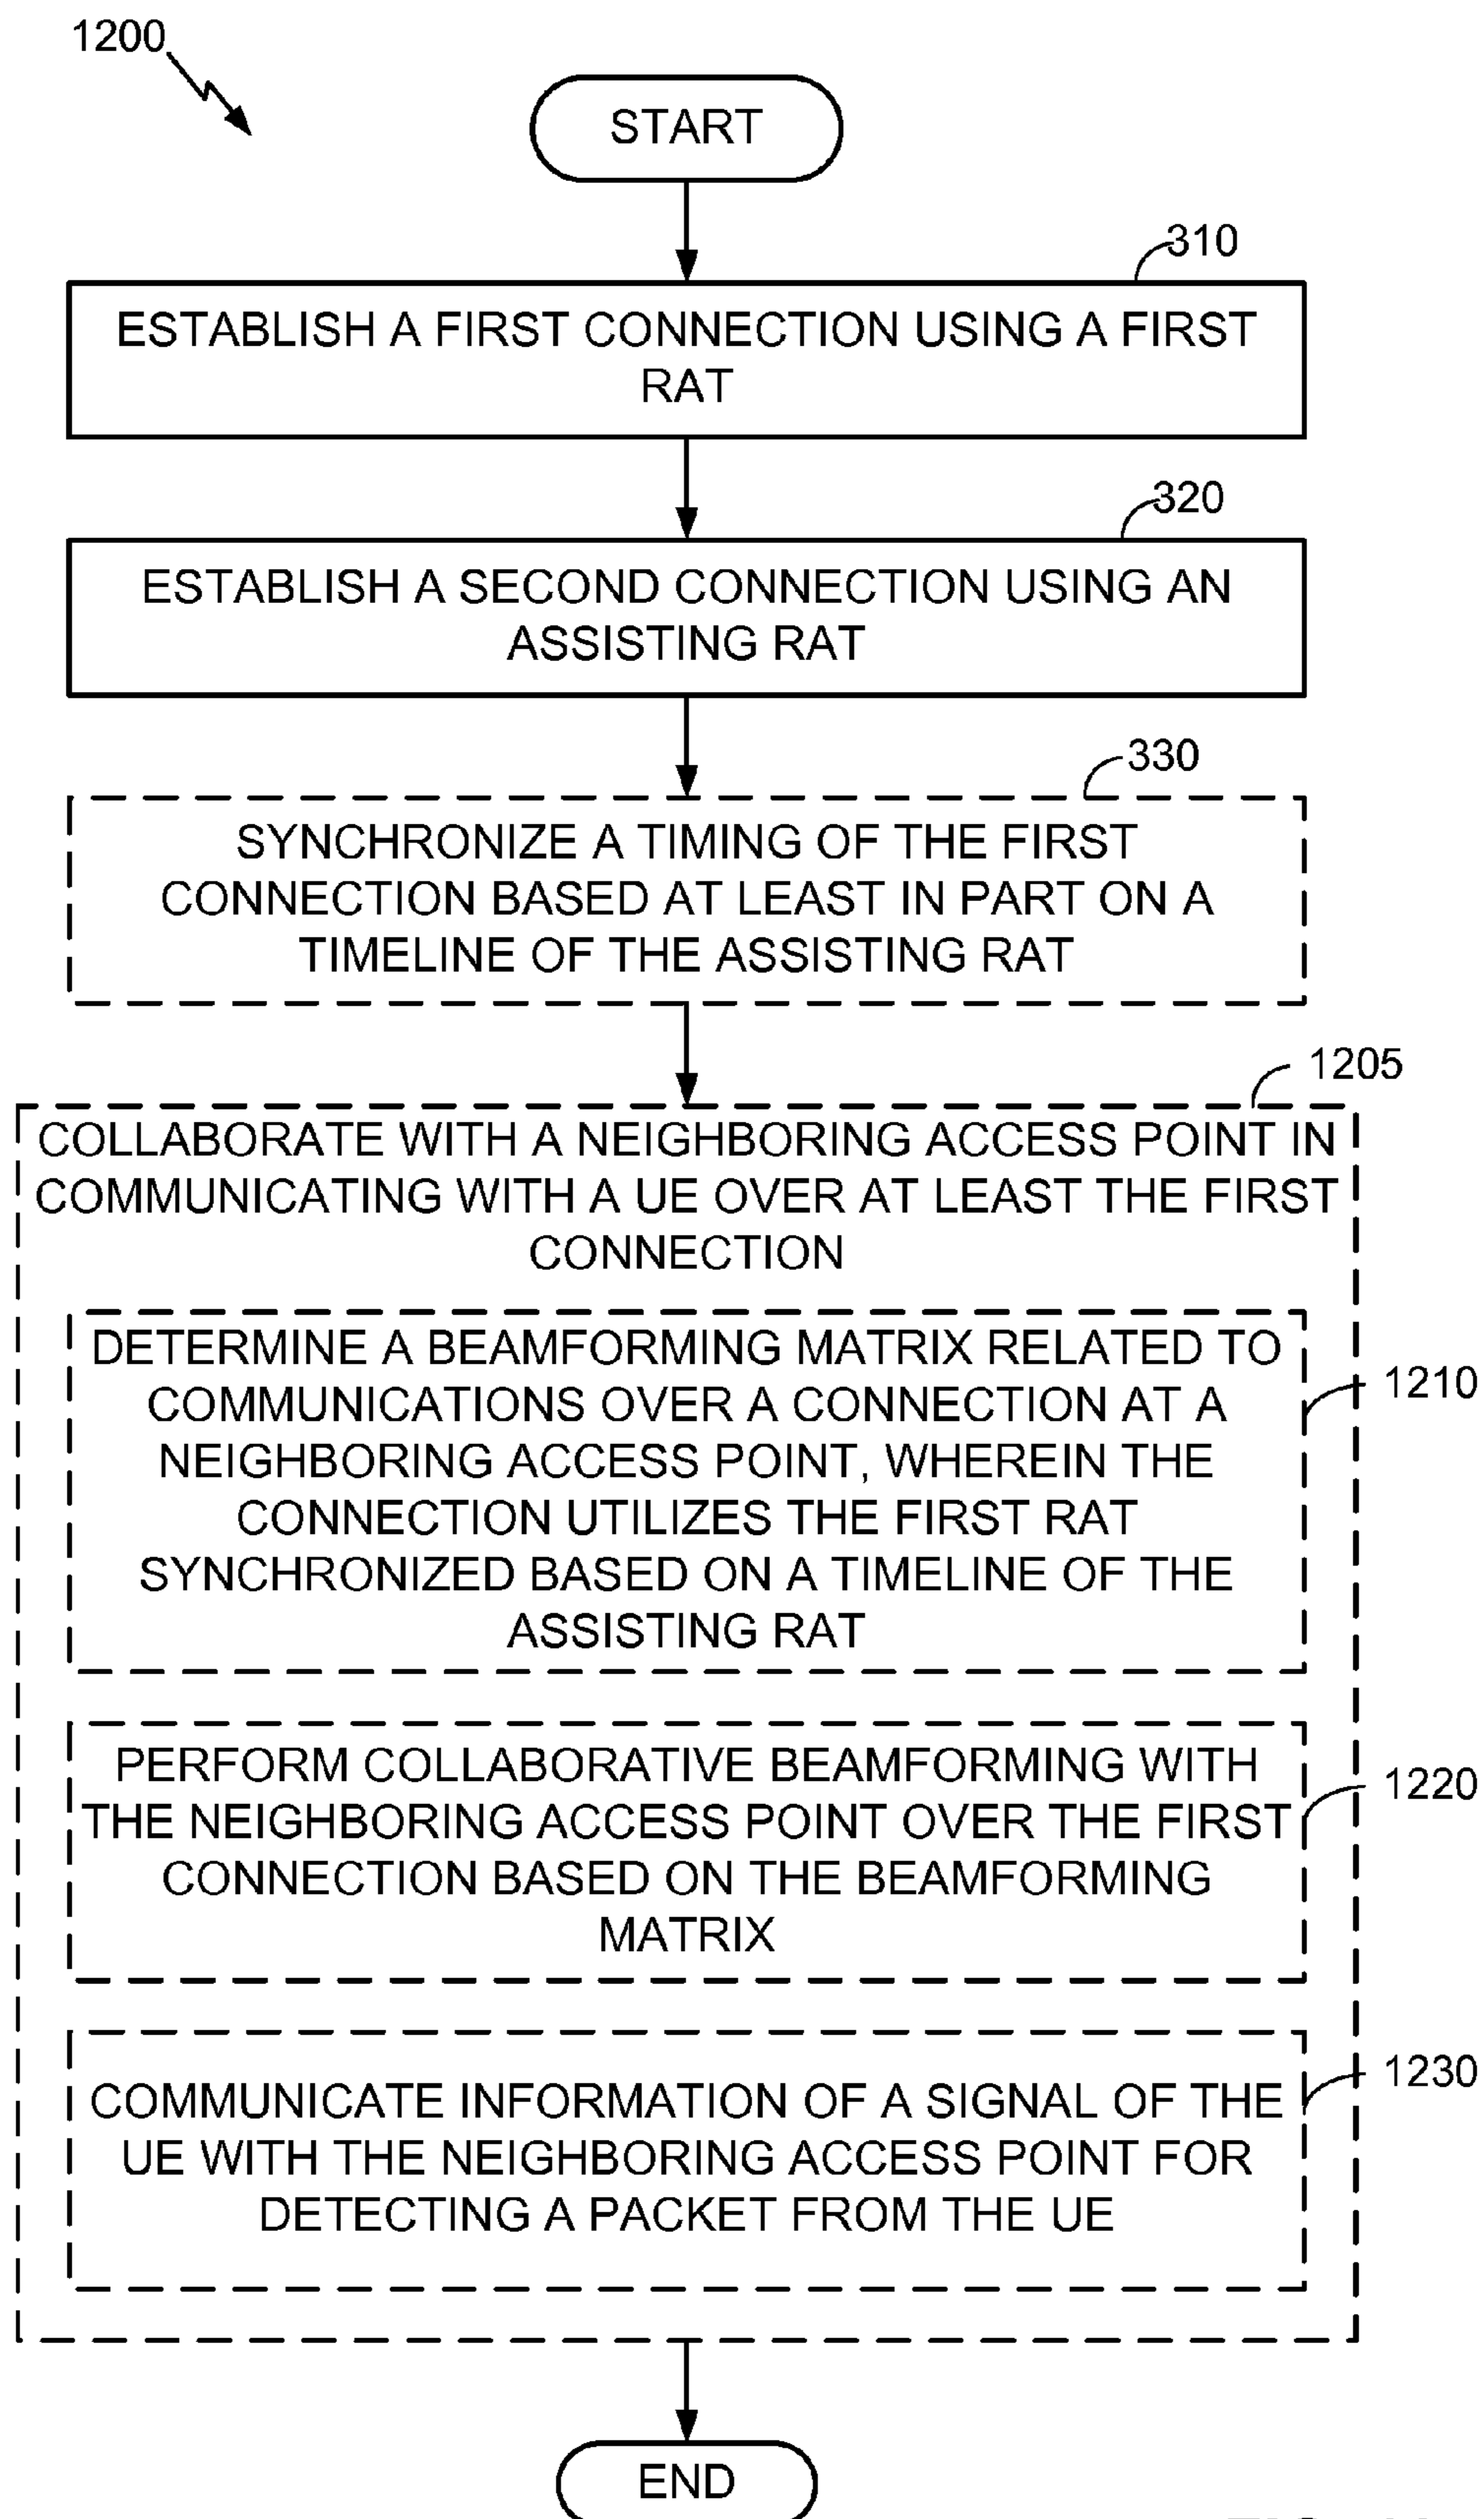 1200
START
310
ESTABLISH A FIRST CONNECTION USING A FIRST
RAT
320
ESTABLISH A SECOND CONNECTION USING AN
ASSISTING RAT
330
SYNCHRONIZE A TIMING OF THE FIRST
CONNECTION BASED AT LEAST IN PART ON A
TIMELINE OF THE ASSISTING RAT
1205
COLLABORATE WITH A NEIGHBORING ACCESS POINT IN
COMMUNICATING WITH A UE OVER AT LEAST THE FIRST
CONNECTION
DETERMINE A BEAMFORMING MATRIX RELATED TO
COMMUNICATIONS OVER A CONNECTION AT A
NEIGHBORING ACCESS POINT, WHEREIN THE
CONNECTION UTILIZES THE FIRST RAT
SYNCHRONIZED BASED ON A TIMELINE OF THE
ASSISTING RAT
1210
PERFORM COLLABORATIVE BEAMFORMING WITH
THE NEIGHBORING ACCESS POINT OVER THE FIRST
CONNECTION BASED ON THE BEAMFORMING
MATRIX
1220
COMMUNICATE INFORMATION OF A SIGNAL OF THE
UE WITH THE NEIGHBORING ACCESS POINT FOR
DETECTING A PACKET FROM THE UE
1230
END